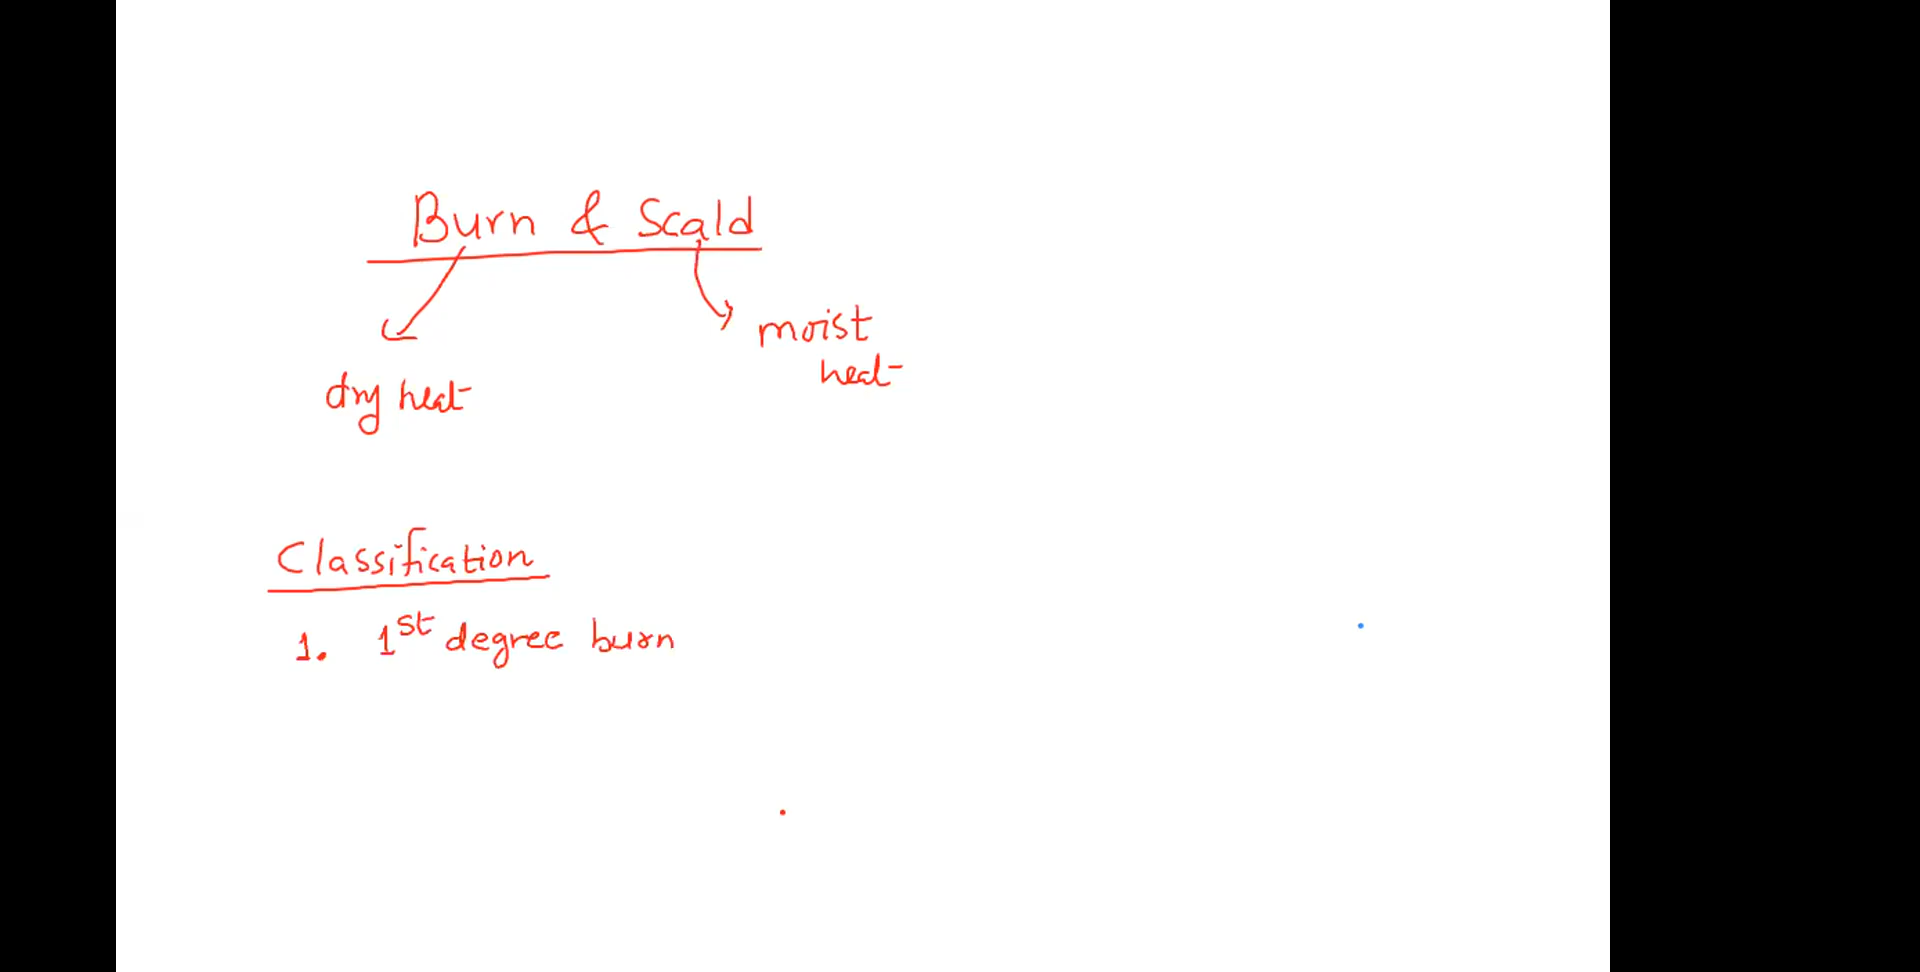 Burn & Scald
dry heat
moist
heat
Classification
1. 1st degree burn